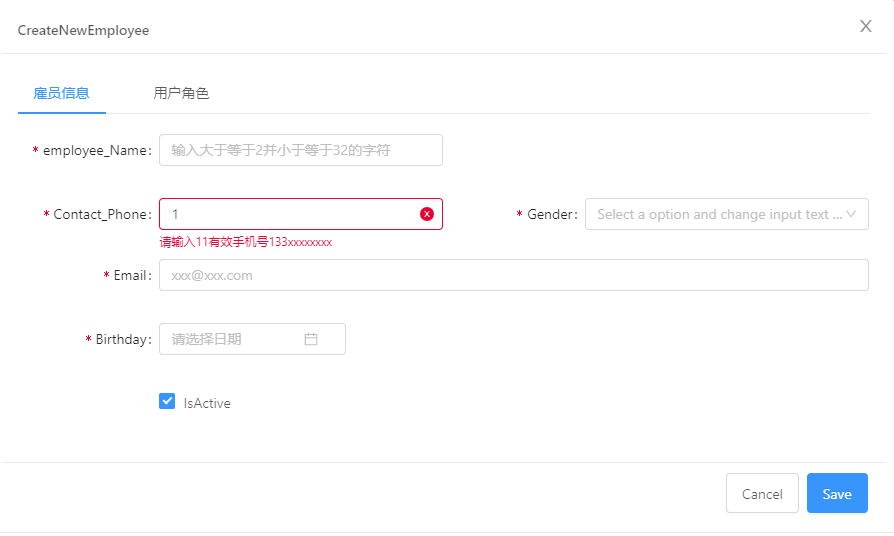 CreateNewEmployee
雇员信息 用户角色
* employee_Name: 输入大于等于2并小于等于32的字符
* Contact_Phone: 1 * Gender: Select a option and change input text ...
请输入11有效手机号133xxxxxxxx
* Email: xxx@xxx.com
* Birthday: 请选择日期
IsActive
Cancel Save